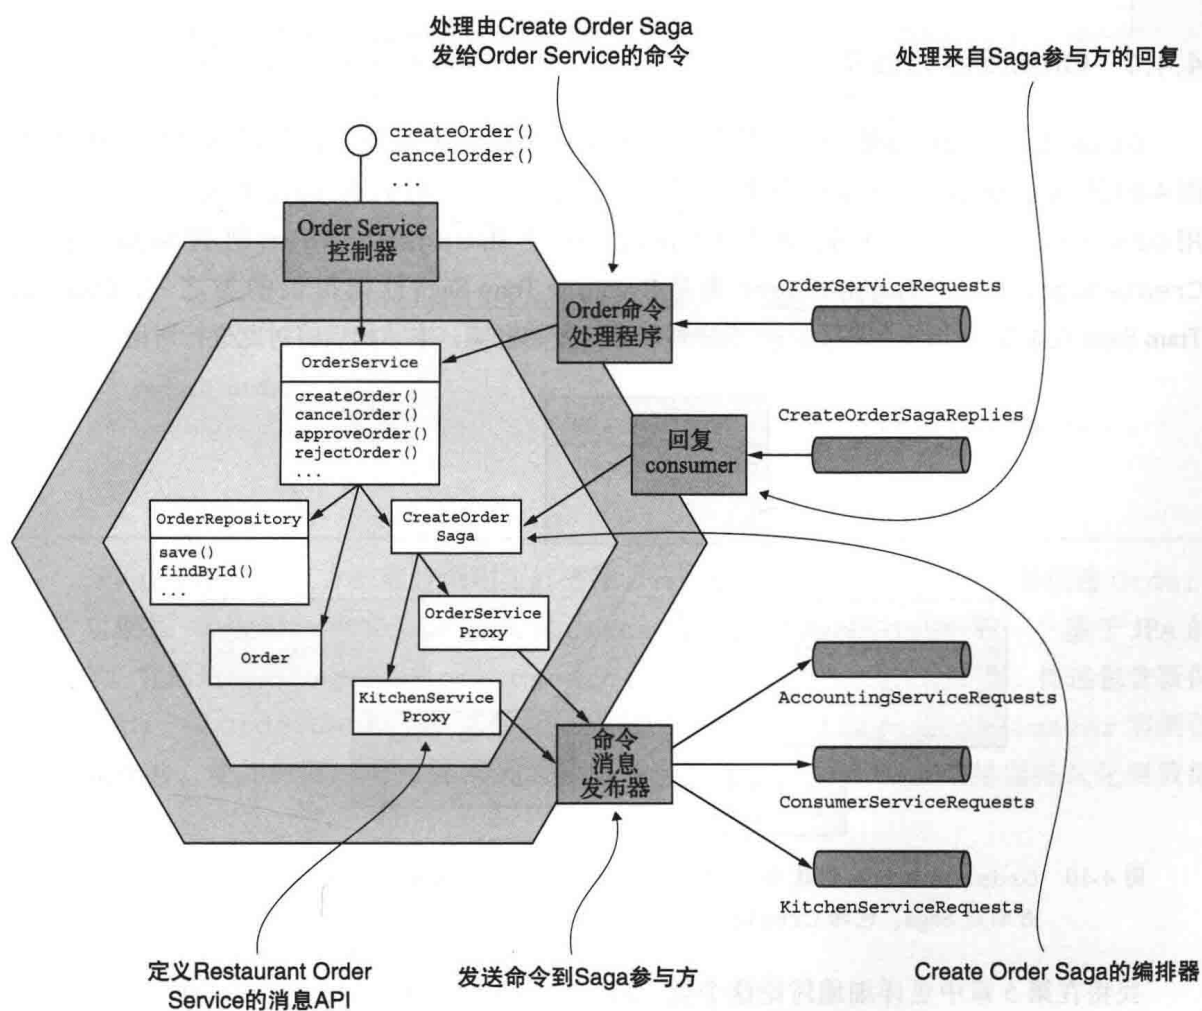 处理由Create Order Saga
发给Order Service的命令
处理来自Saga参与方的回复
createOrder()
cancelOrder()
...
Order Service
控制器
Order命令
处理程序
OrderServiceRequests
OrderService
createOrder()
cancelOrder()
approveOrder()
rejectOrder()
...
回复
consumer
CreateOrderSagaReplies
OrderRepository
save()
findById()
...
CreateOrder
Saga
OrderService
Proxy
Order
KitchenService
Proxy
命令
消息
发布器
AccountingServiceRequests
ConsumerServiceRequests
KitchenServiceRequests
定义Restaurant Order
Service的消息API
发送命令到Saga参与方
Create Order Saga的编排器